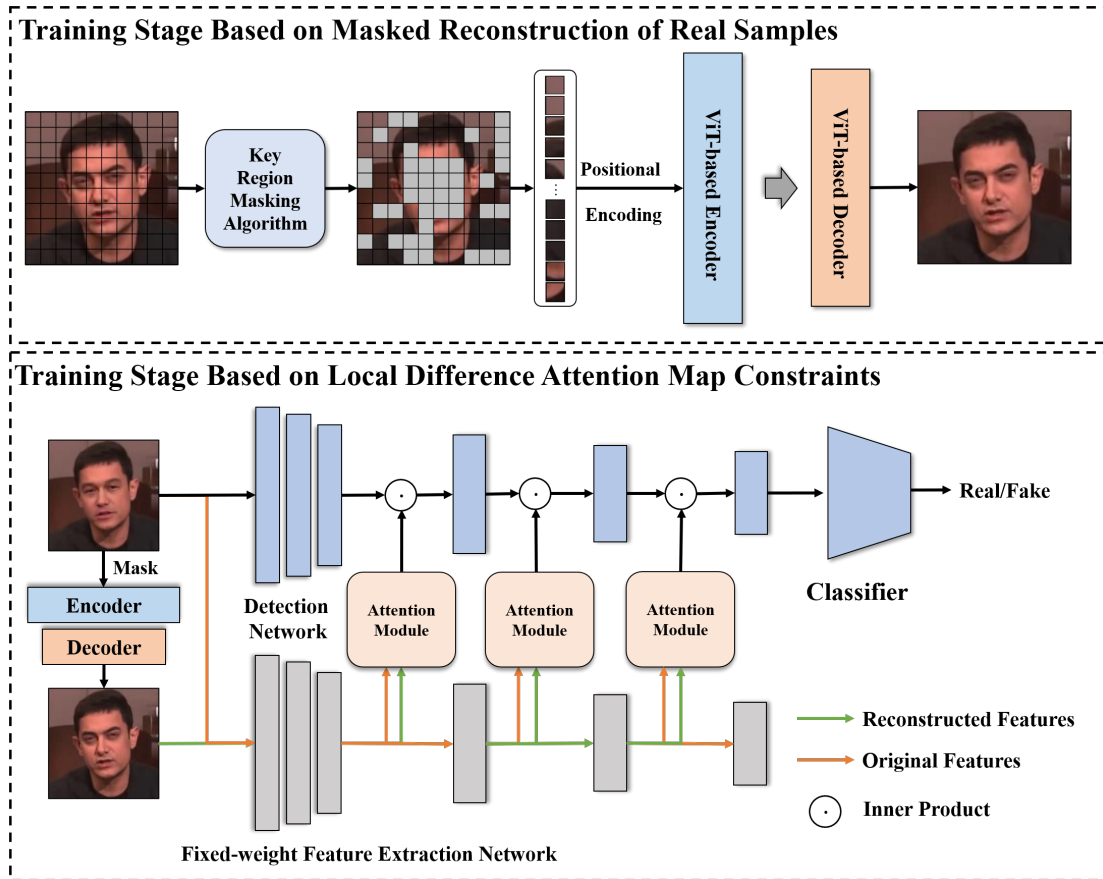 Training Stage Based on Masked Reconstruction of Real Samples
Key
Region
Masking
Algorithm
Positional
Encoding
ViT-based Encoder
ViT-based Decoder
Training Stage Based on Local Difference Attention Map Constraints
Mask
Encoder
Decoder
Detection
Network
Attention
Module
Attention
Module
Attention
Module
Classifier
Real/Fake
Reconstructed Features
Original Features
Inner Product
Fixed-weight Feature Extraction Network